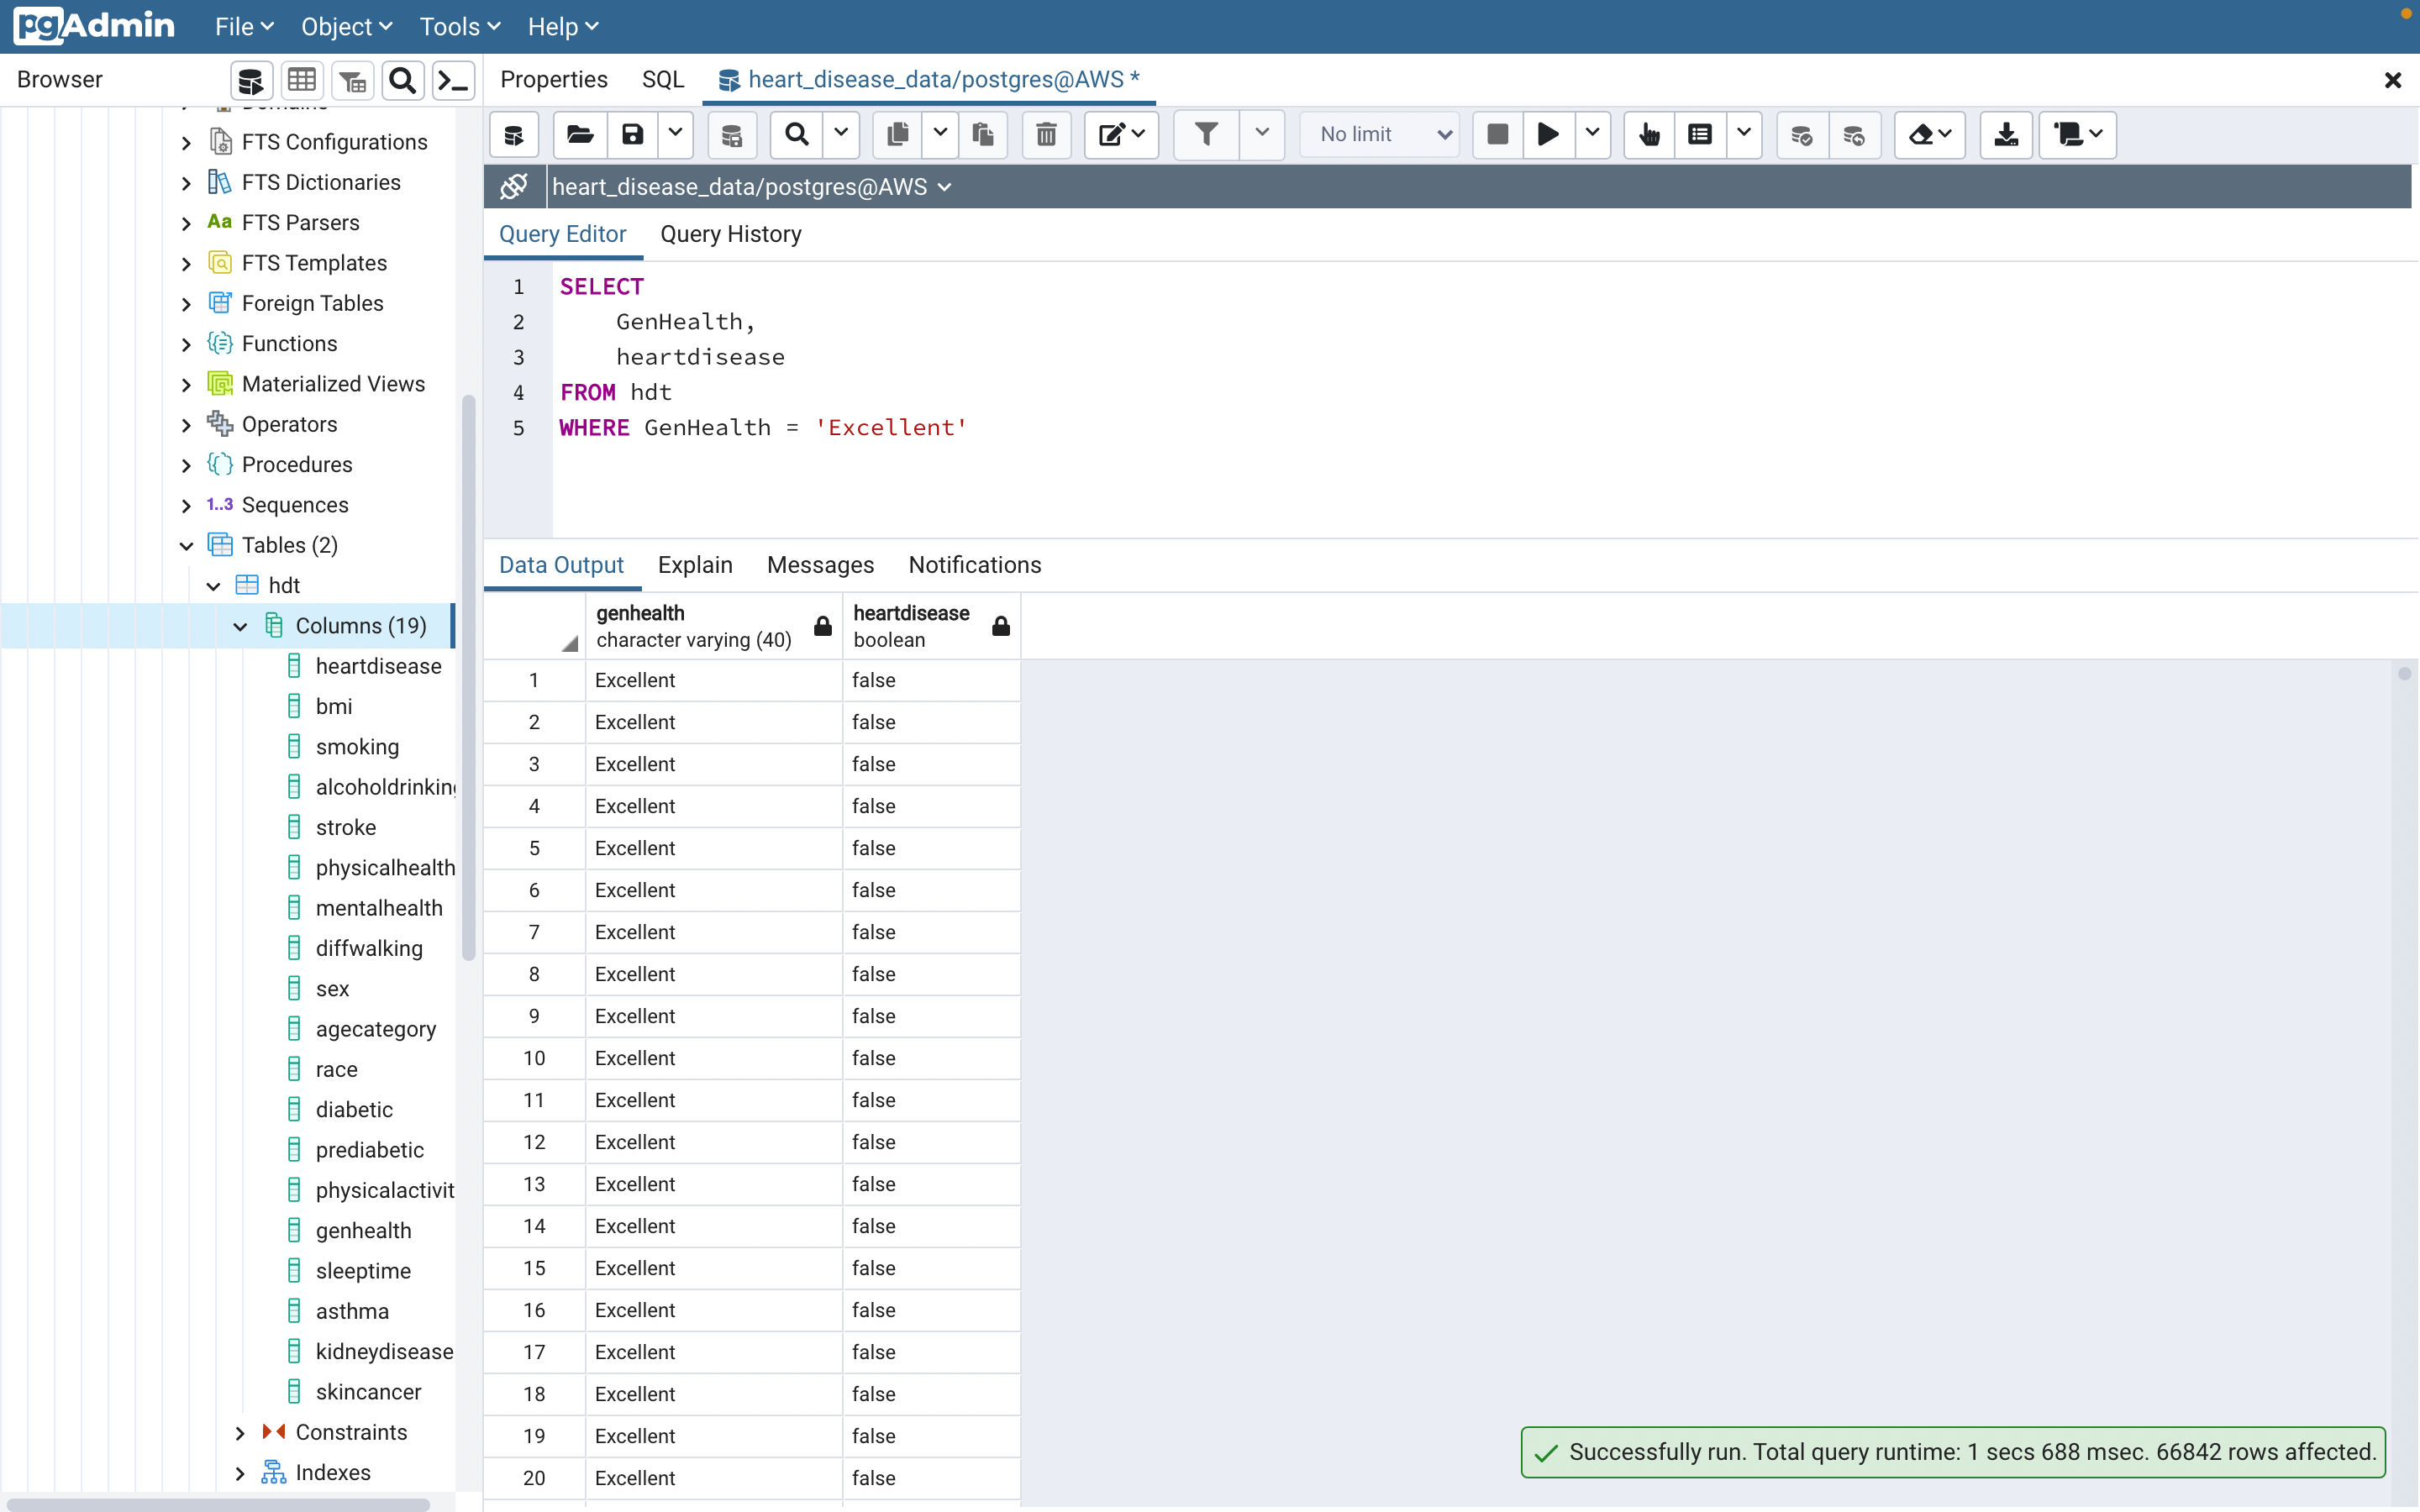 pgAdmin File Object Tools Help
Browser
Properties SQL heart_disease_data/postgres@AWS *
No limit
heart_disease_data/postgres@AWS
Query Editor Query History
1 SELECT
2 GenHealth,
3 heartdisease
4 FROM hdt
5 WHERE GenHealth = 'Excellent'
Domains
FTS Configurations
FTS Dictionaries
Aa FTS Parsers
FTS Templates
Foreign Tables
Functions
Materialized Views
Operators
Procedures
1..3 Sequences
Tables (2)
hdt
Columns (19)
heartdisease
bmi
smoking
alcoholdrinking
stroke
physicalhealth
mentalhealth
diffwalking
sex
agecategory
race
diabetic
prediabetic
physicalactivit
genhealth
sleeptime
asthma
kidneydisease
skincancer
Constraints
Indexes
Data Output Explain Messages Notifications
genhealth heartdisease
character varying (40) boolean
1 Excellent false
2 Excellent false
3 Excellent false
4 Excellent false
5 Excellent false
6 Excellent false
7 Excellent false
8 Excellent false
9 Excellent false
10 Excellent false
11 Excellent false
12 Excellent false
13 Excellent false
14 Excellent false
15 Excellent false
16 Excellent false
17 Excellent false
18 Excellent false
19 Excellent false
20 Excellent false
Successfully run. Total query runtime: 1 secs 688 msec. 66842 rows affected.